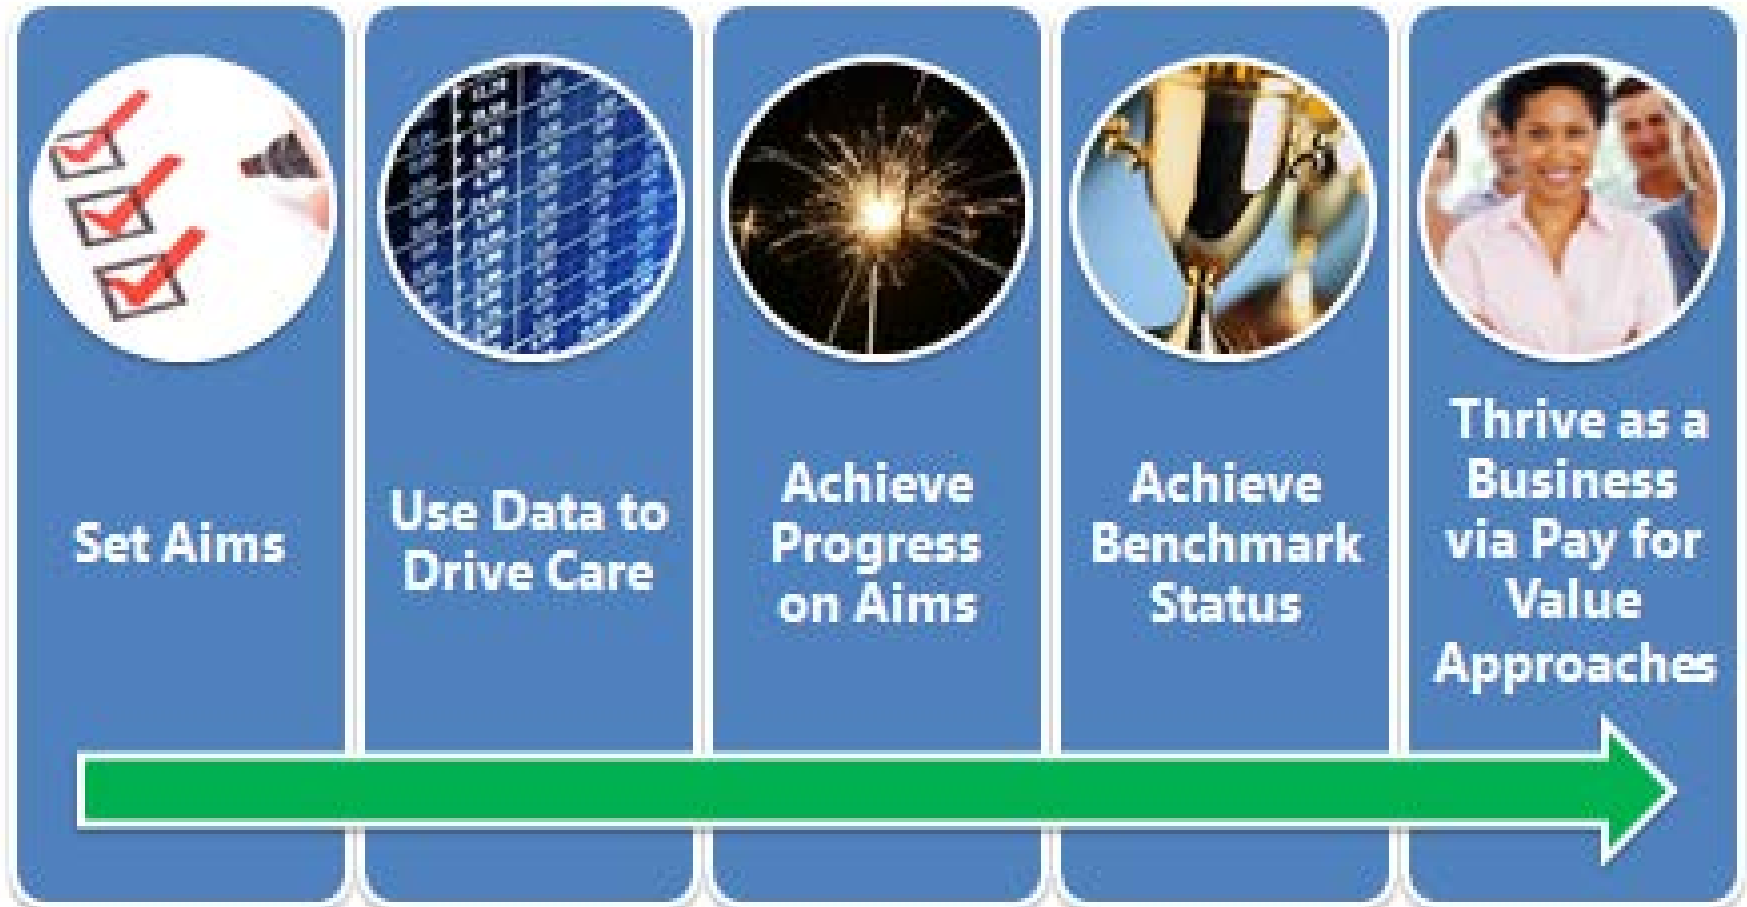 Set Aims
Use Data to
Drive Care
Achieve
Progress
on Aims
Achieve
Benchmark
Status
Thrive as a
Business
via Pay for
Value
Approaches